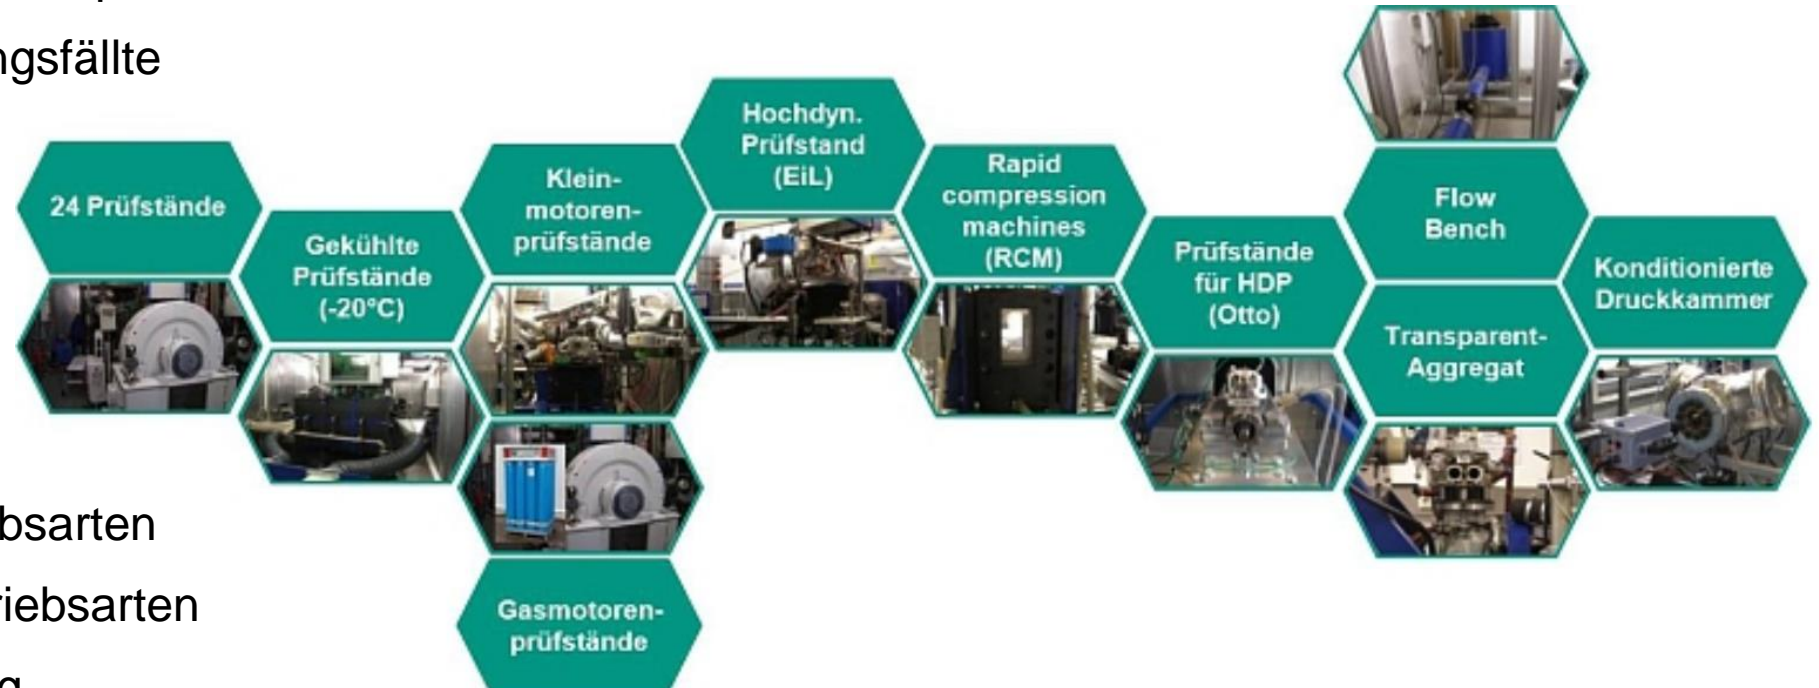 ngsfällte
24 Prüfstände
Gekühlte
Prüfstände
(-20°C)
Klein-
motoren-
prüfstände
Hochdyn.
Prüfstand
(EiL)
Rapid
compression
machines
(RCM)
Prüfstände
für HDP
(Otto)
Flow
Bench
Transparent-
Aggregat
Konditionierte
Druckkammer
bsarten
riebsarten
Gasmotoren-
prüfstände